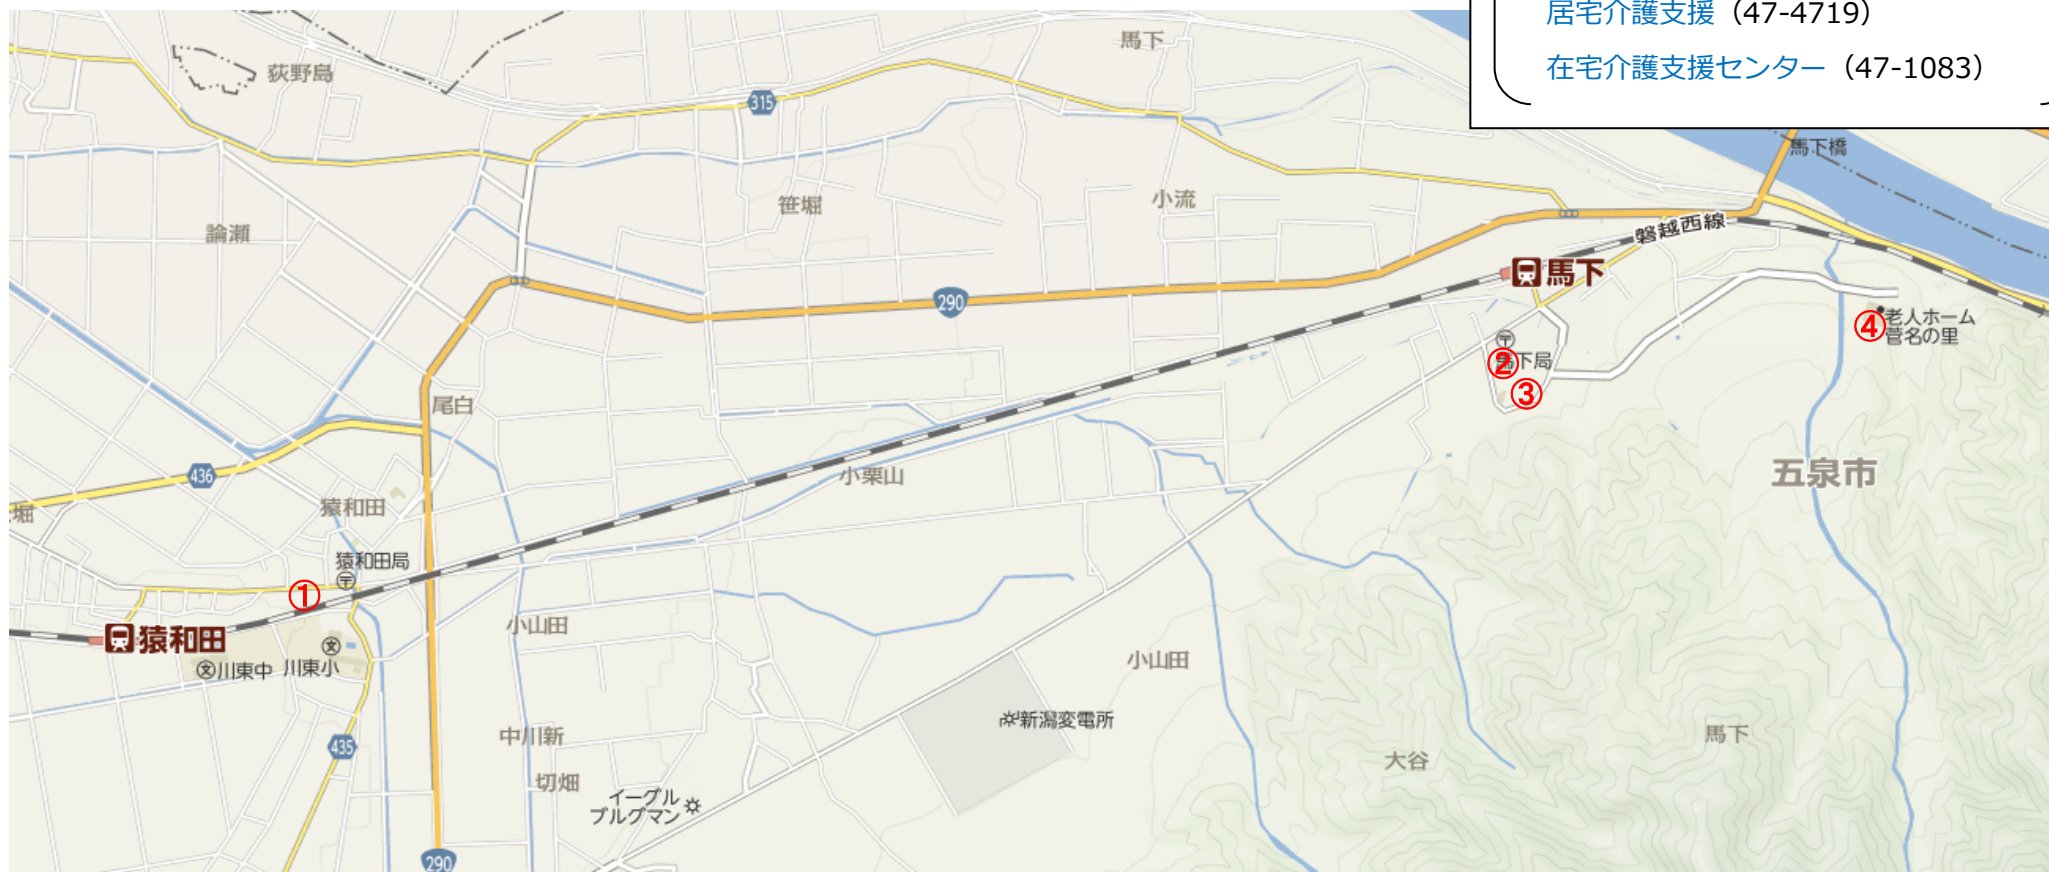 居宅介護支援（47-4719）
在宅介護支援センター（47-1083）
馬下
荻野島
315
馬下橋
笹堀
小流
論瀬
磐越西線
馬下
290
④
老人ホーム
菅名の里
②
馬下局
③
尾白
436
小栗山
五泉市
猿和田
堀
猿和田局
①
猿和田
川東中
川東小
小山田
小山田
新潟変電所
中川新
435
馬下
大谷
切畑
イーグル
ブルグマン
290